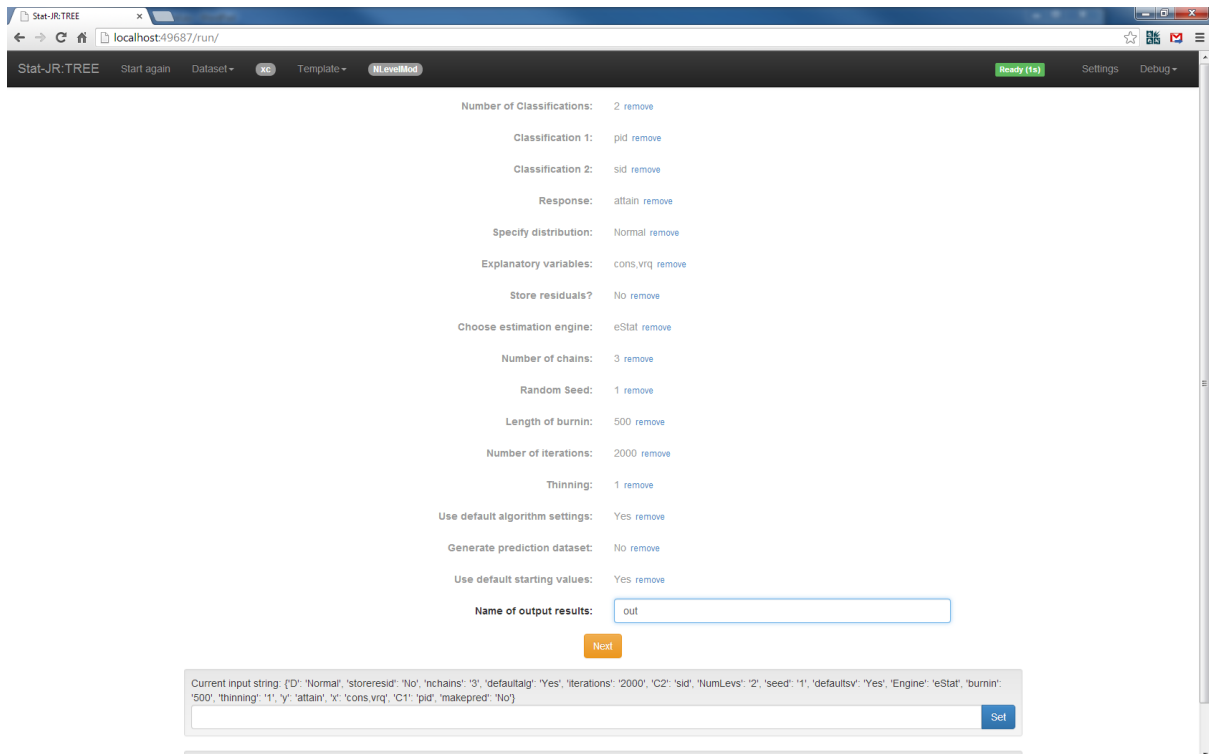 Stat-JR:TREE
localhost:49687/run/
Stat-JR:TREE Start again Dataset xc Template NLevelMod Ready (1s) Settings Debug
Number of Classifications: 2 remove
Classification 1: pid remove
Classification 2: sid remove
Response: attain remove
Specify distribution: Normal remove
Explanatory variables: cons,vrq remove
Store residuals? No remove
Choose estimation engine: eStat remove
Number of chains: 3 remove
Random Seed: 1 remove
Length of burnin: 500 remove
Number of iterations: 2000 remove
Thinning: 1 remove
Use default algorithm settings: Yes remove
Generate prediction dataset: No remove
Use default starting values: Yes remove
Name of output results: out
Next
Current input string: {'D': 'Normal', 'storeresid': 'No', 'nchains': '3', 'defaultalg': 'Yes', 'iterations': '2000', 'C2': 'sid', 'NumLevs': '2', 'seed': '1', 'defaultsv': 'Yes', 'Engine': 'eStat', 'burnin':
'500', 'thinning': '1', 'y': 'attain', 'x': 'cons,vrq', 'C1': 'pid', 'makepred': 'No'}
Set